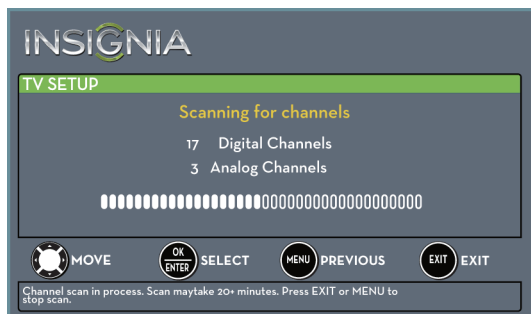 INSIGNIA
TV SETUP
Scanning for channels
17 Digital Channels
3 Analog Channels
MOVE
OK
ENTER
SELECT
MENU
PREVIOUS
EXIT
EXIT
Channel scan in process. Scan maytake 20+ minutes. Press EXIT or MENU to
stop scan.